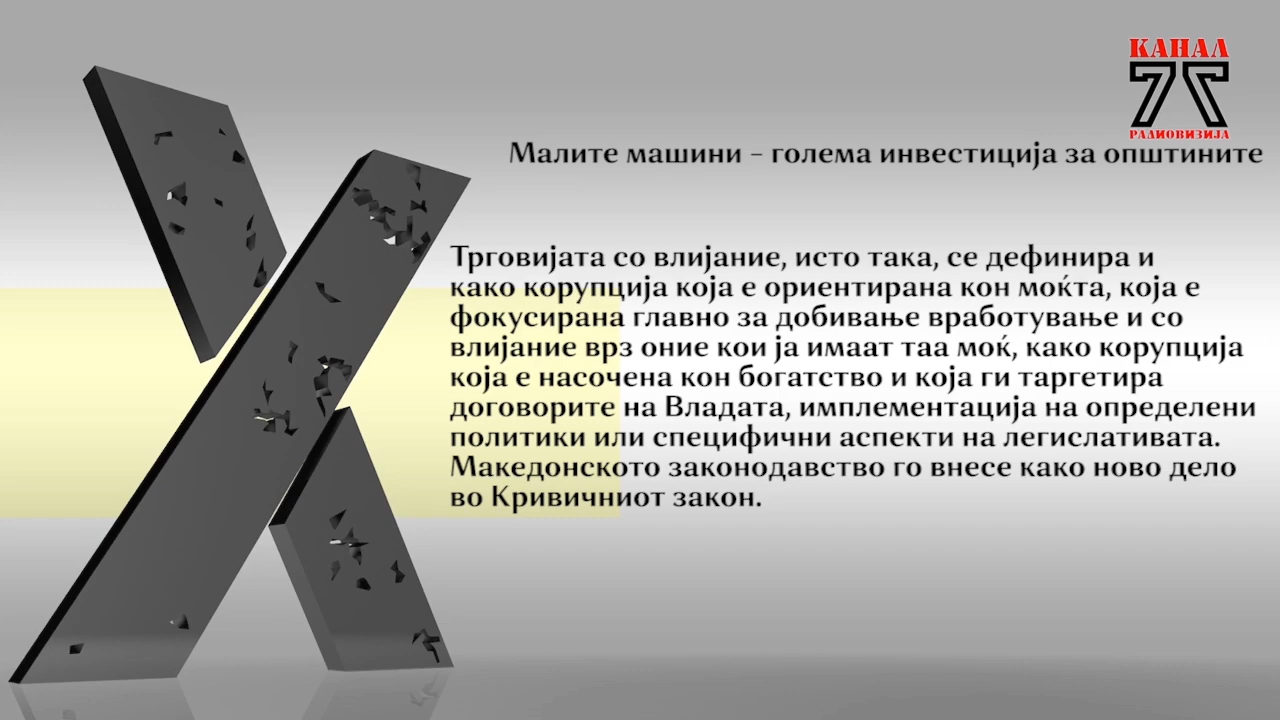 КАНАЛ
77
РАДИОВИЗИЈА
Малите машини – голема инвестиција за општините
Трговијата со влијание, исто така, се дефинира и
како корупција која е ориентирана кон моќта, која е
фокусирана главно за добивање вработување и со
влијание врз оние кои ја имаат таа моќ, како корупција
која е насочена кон богатство и која ги таргетира
договорите на Владата, имплементација на определени
политики или специфични аспекти на легислативата.
Македонското законодавство го внесе како ново дело
во Кривичниот закон.